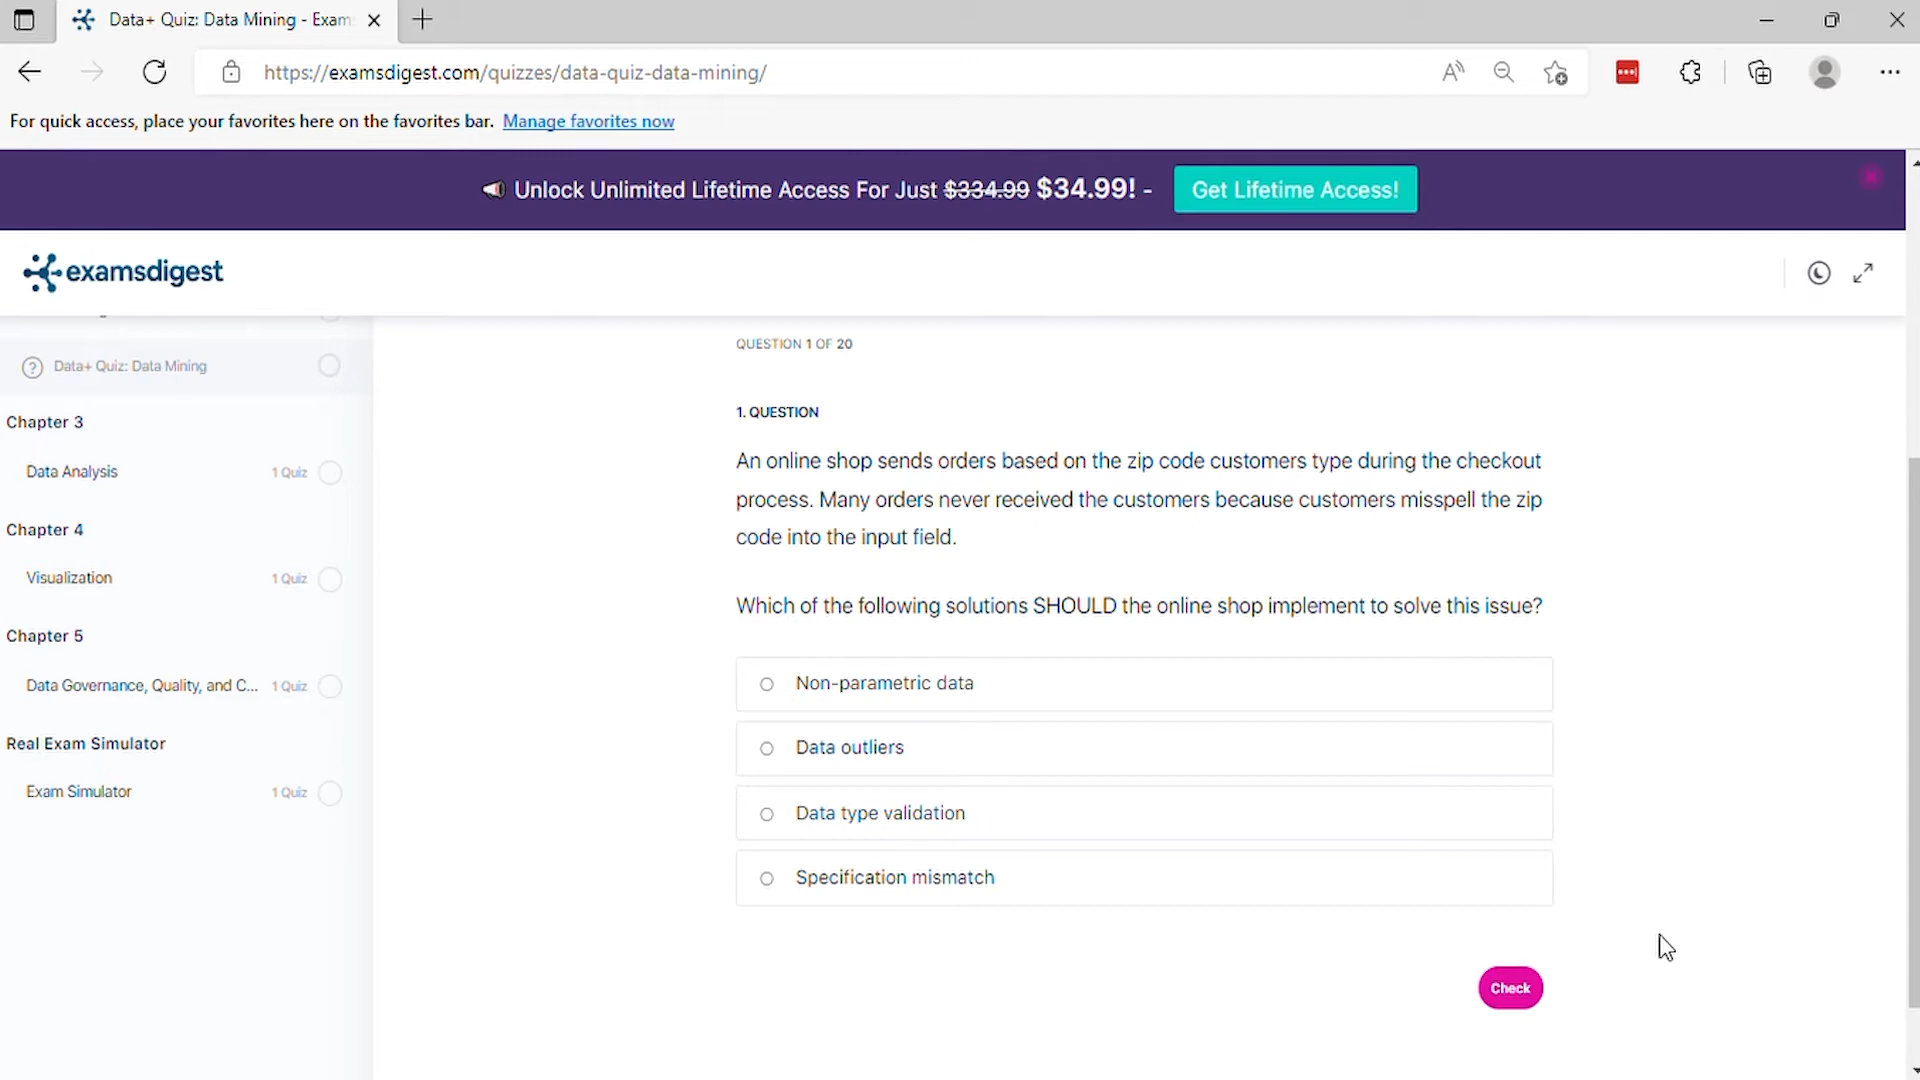 Data+ Quiz: Data Mining - Exam
https://examsdigest.com/quizzes/data-quiz-data-mining/
For quick access, place your favorites here on the favorites bar. Manage favorites now
Unlock Unlimited Lifetime Access For Just $334.99 $34.99! - Get Lifetime Access!
examsdigest
Data+ Quiz: Data Mining
Chapter 3
Data Analysis 1 Quiz
Chapter 4
Visualization 1 Quiz
Chapter 5
Data Governance, Quality, and C... 1 Quiz
Real Exam Simulator
Exam Simulator 1 Quiz
QUESTION 1 OF 20
1. QUESTION
An online shop sends orders based on the zip code customers type during the checkout
process. Many orders never received the customers because customers misspell the zip
code into the input field.
Which of the following solutions SHOULD the online shop implement to solve this issue?
Non-parametric data
Data outliers
Data type validation
Specification mismatch
Check